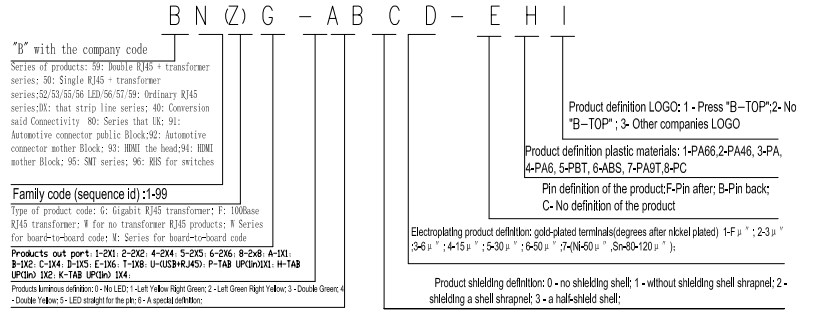 B N (Z) G - A B C D - E H I
"B" with the company code
Series of products: 59: Double RJ45 + transformer
series; 50: Single RJ45 + transformer
series;52/53/55/56 LED/56/57/59: Ordinary RJ45
series;DX: that strip line series; 40: Conversion
said Connectivity 80: Series that UK; 91:
Automotive connector public Block;92: Automotive
connector mother Block; 93: HDMI the head;94: HDMI
mother Block; 95: SMT series; 96: RHS for switches
Family code (sequence id) :1-99
Type of product code: G: Gigabit RJ45 transformer; F: 100Base
RJ45 transformer; W for no transformer RJ45 products; W Series
for board-to-board code; M: Series for board-to-board code
Products out port: 1-2X1; 2-2X2; 4-2X4; 5-2X5; 6-2X6; 8-2x8; A-1X1;
B-1X2; C-1X4; D-1X5; E-1X6; T-1X8; U-(USB+RJ45); P-TAB UP(1in)1X1; H-TAB
UP(1in) 1X2; K-TAB UP(1in) 1X4;
Products luminous definition: 0 - No LED; 1 -Left Yellow Right Green; 2 - Left Green Right Yellow; 3 - Double Green; 4
- Double Yellow; 5 - LED straight for the pin; 6 - A special definition;
Product definition LOGO: 1 - Press "B-TOP";2- No
"B-TOP" ; 3- Other companies LOGO
Product definition plastic materials: 1-PA66,2-PA46, 3-PA,
4-PA6, 5-PBT, 6-ABS, 7-PA9T,8-PC
Pin definition of the product;F-Pin after; B-Pin back;
C- No definition of the product
Electroplating product definition: gold-plated terminals(degrees after nickel plated) 1-F μ ″ ; 2-3 μ ″
;3-6 μ ″ ; 4-15 μ ″ ; 5-30 μ ″ ; 6-50 μ ″ ;7-(Ni-50 μ ″ ,Sn-80-120 μ ″ );
Product shielding definition: 0 - no shielding shell; 1 - without shielding shell shrapnel; 2 -
shielding a shell shrapnel; 3 - a half-shield shell;